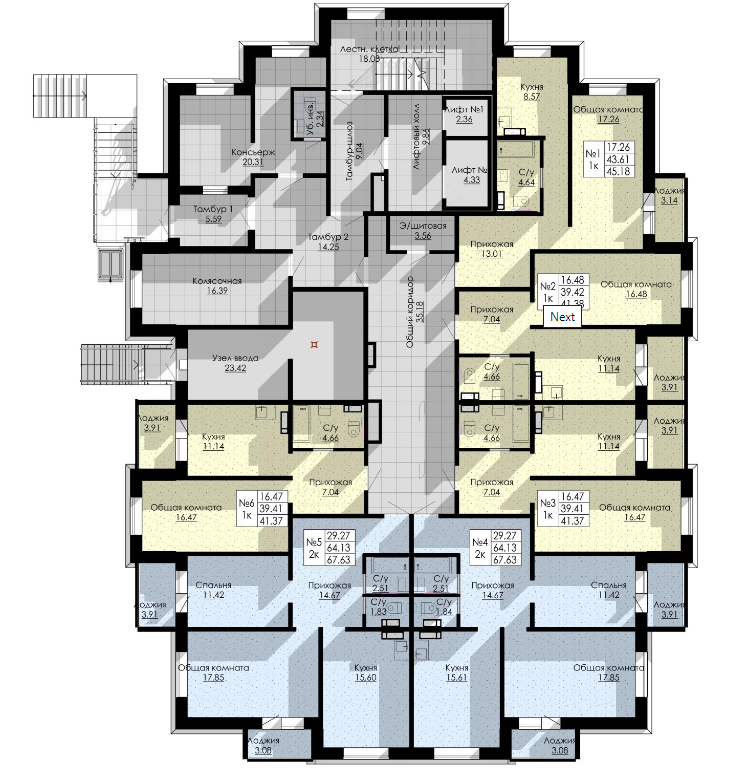 Лестн. клетка
18.08
Кухня
8.57
Уб. инв.
2.34
Консьерж
20.31
Тамбур-шлюз
9.04
Лифтовый холл
9.86
Лифт №1
2.36
Лифт №
4.33
С/у
4.64
Общая комната
17.26
№1
1к
17.26
43.61
45.18
Лоджия
3.14
Тамбур 1
5.59
Тамбур 2
14.25
Э/щитовая
3.56
Прихожая
13.01
Колясочная
16.39
Общий коридор
35.18
№2
1к
16.48
39.42
41.38
Общая комната
16.48
Next
Прихожая
7.04
Узел ввода
23.42
С/у
4.66
Кухня
11.14
Лоджия
3.91
Лоджия
3.91
Кухня
11.14
С/у
4.66
С/у
4.66
Кухня
11.14
Лоджия
3.91
Общая комната
16.47
№6
1к
16.47
39.41
41.37
Прихожая
7.04
Прихожая
7.04
№3
1к
16.47
39.41
41.37
Общая комната
16.47
№5
2к
29.27
64.13
67.63
№4
2к
29.27
64.13
67.63
Лоджия
3.91
Спальня
11.42
Прихожая
14.67
С/у
2.51
С/у
2.51
Прихожая
14.67
Спальня
11.42
Лоджия
3.91
С/у
1.83
С/у
1.84
Общая комната
17.85
Кухня
15.60
Кухня
15.61
Общая комната
17.85
Лоджия
3.08
Лоджия
3.08